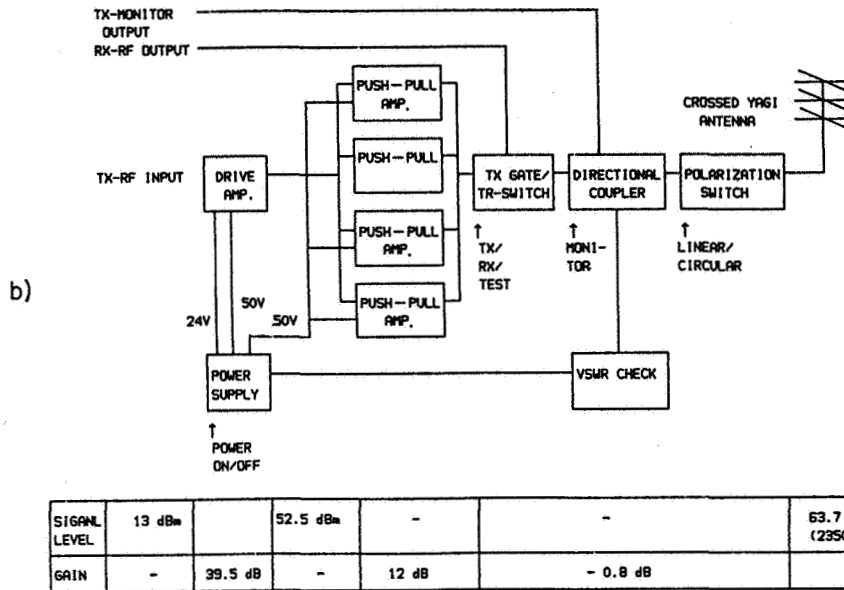 TX-MONITOR
OUTPUT
RX-RF OUTPUT
PUSH-PULL
AMP.
CROSSED YAGI
ANTENNA
TX-RF INPUT
DRIVE
AMP.
PUSH-PULL
TX GATE/
TR-SWITCH
DIRECTIONAL
COUPLER
POLARIZATION
SWITCH
PUSH-PULL
AMP.
↑
TX/
RX/
TEST
↑
MONI-
TOR
↑
LINEAR/
CIRCULAR
b)
PUSH-PULL
AMP.
24V
50V
50V
POWER
SUPPLY
VSWR CHECK
↑
POWER
ON/OFF
SIGANL LEVEL 13 dBm 52.5 dBm - - 63.7
(2350
GAIN - 39.5 dB - 12 dB - 0.8 dB